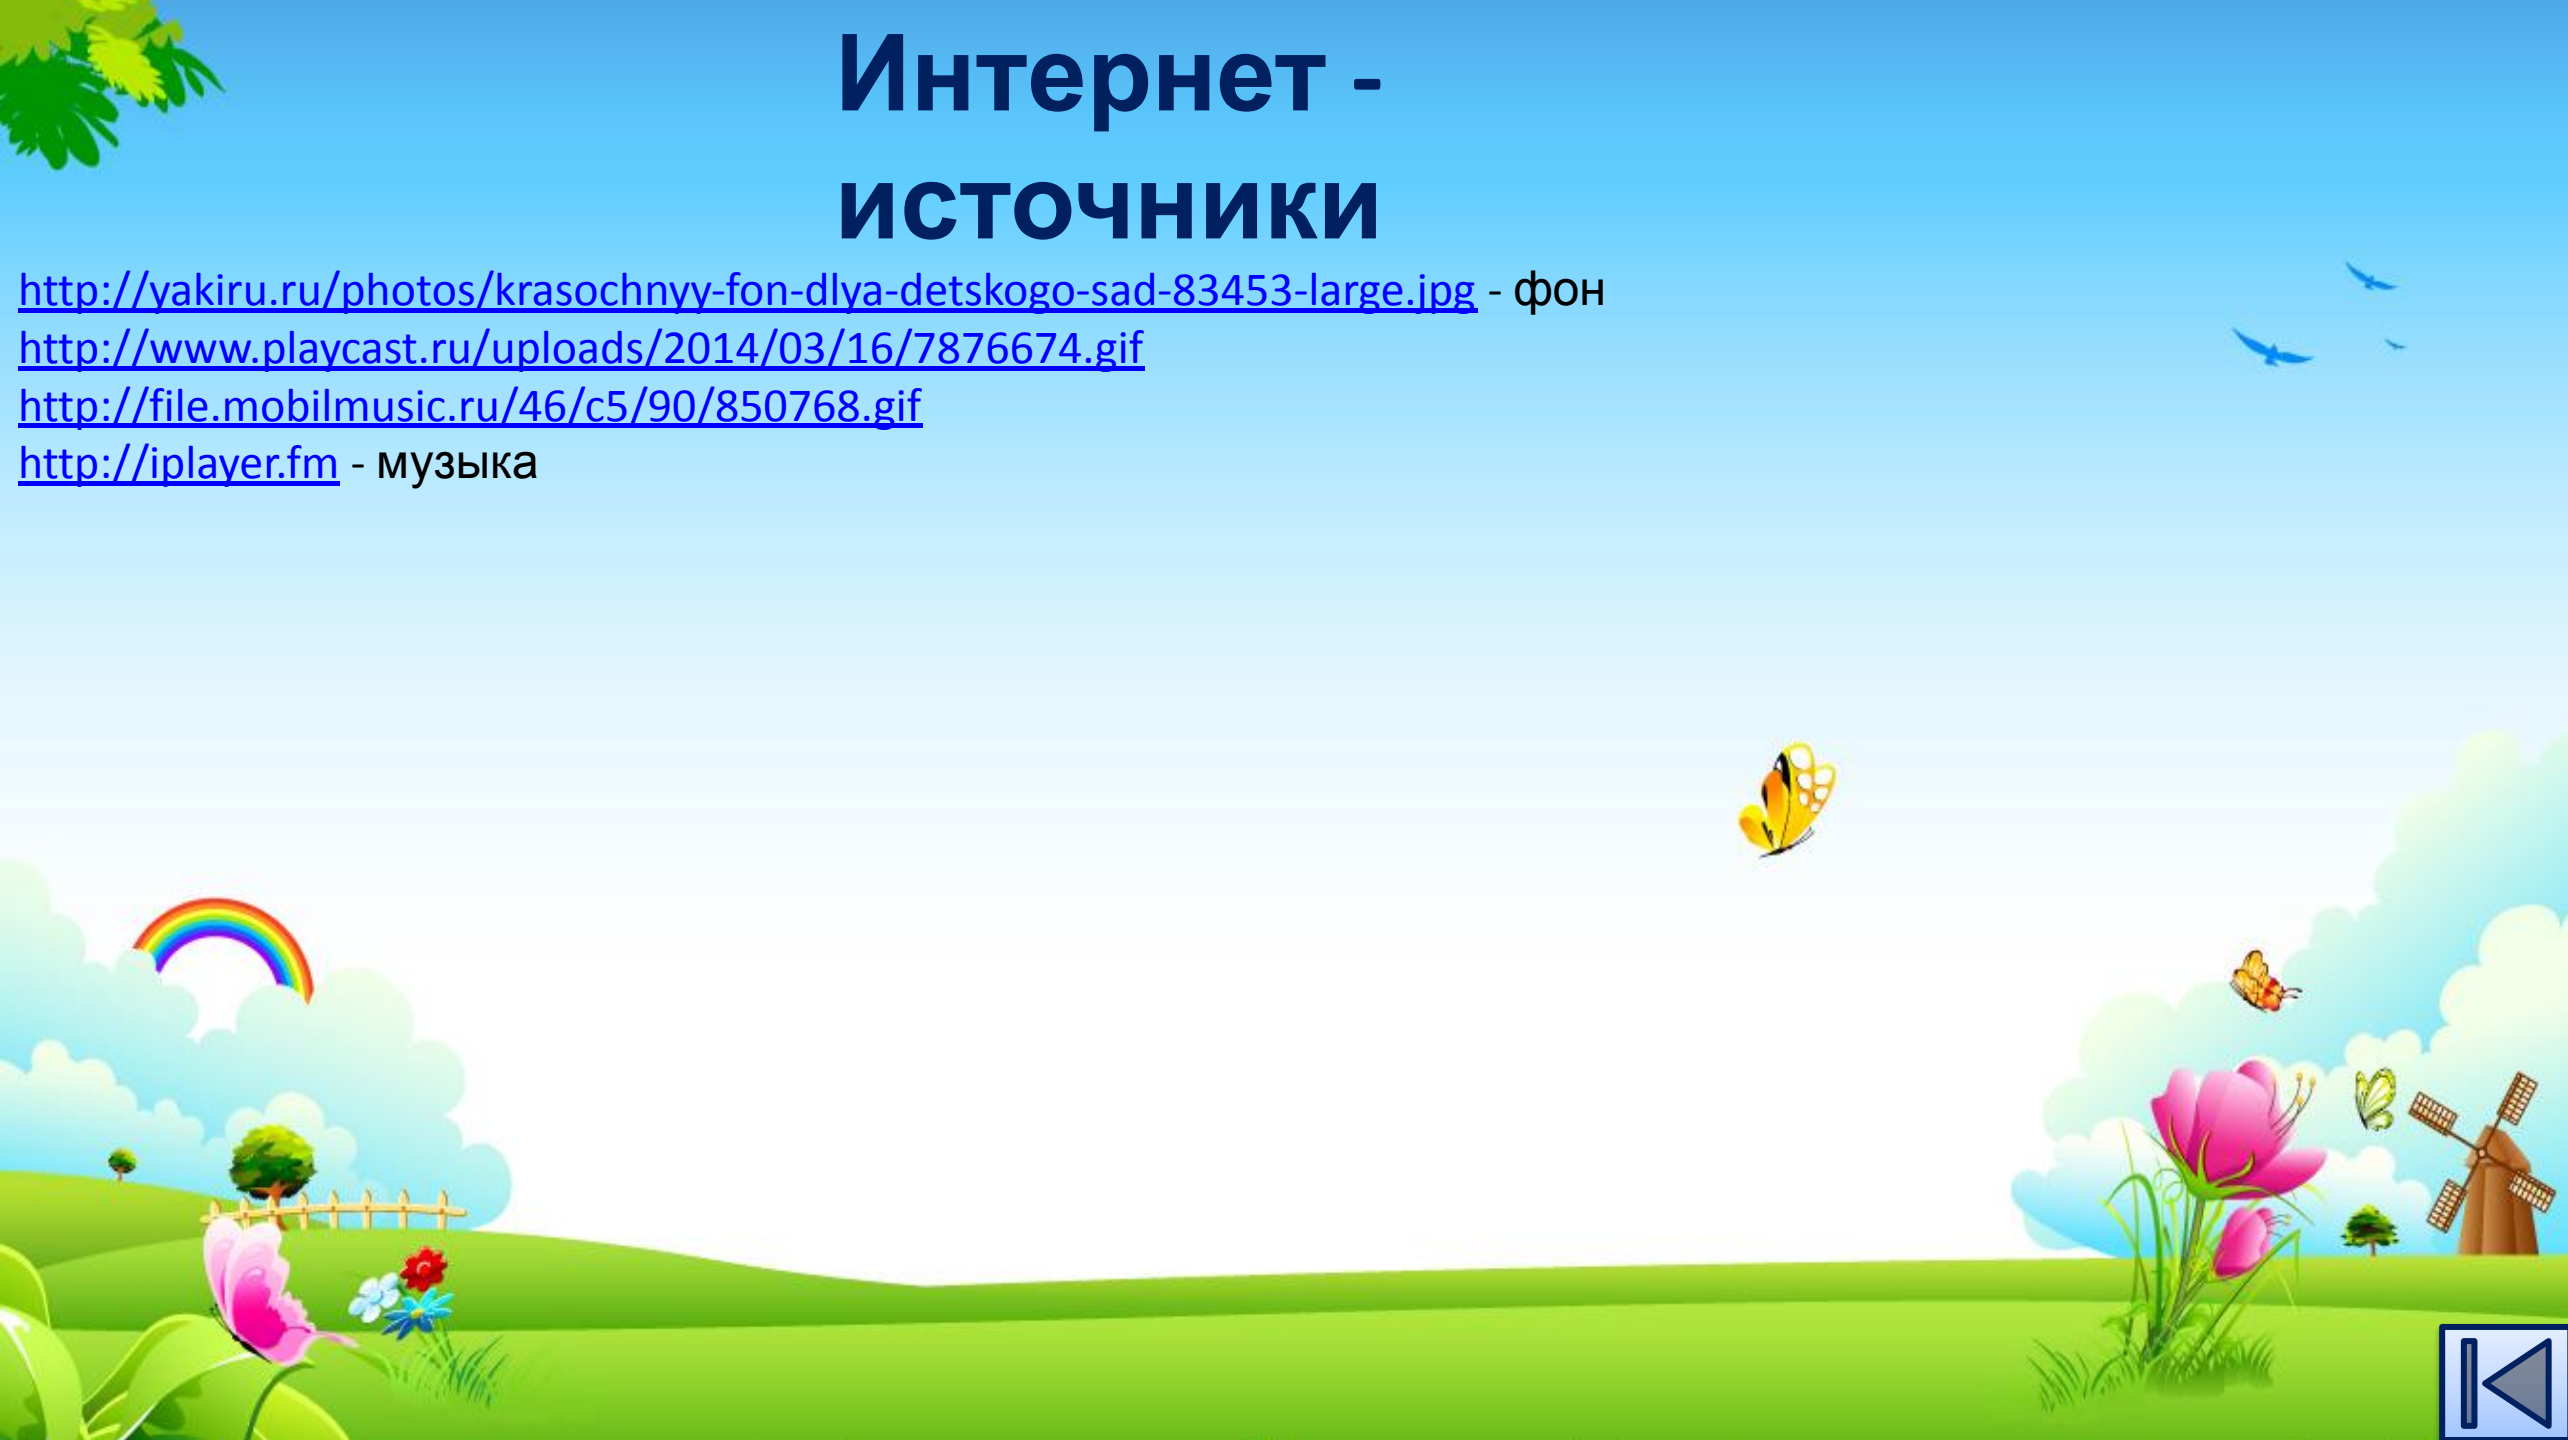 Интернет -
источники
http://yakiru.ru/photos/krasochnyy-fon-dlya-detskogo-sad-83453-large.jpg - фон
http://www.playcast.ru/uploads/2014/03/16/7876674.gif
http://file.mobilmusic.ru/46/c5/90/850768.gif
http://iplayer.fm - музыка